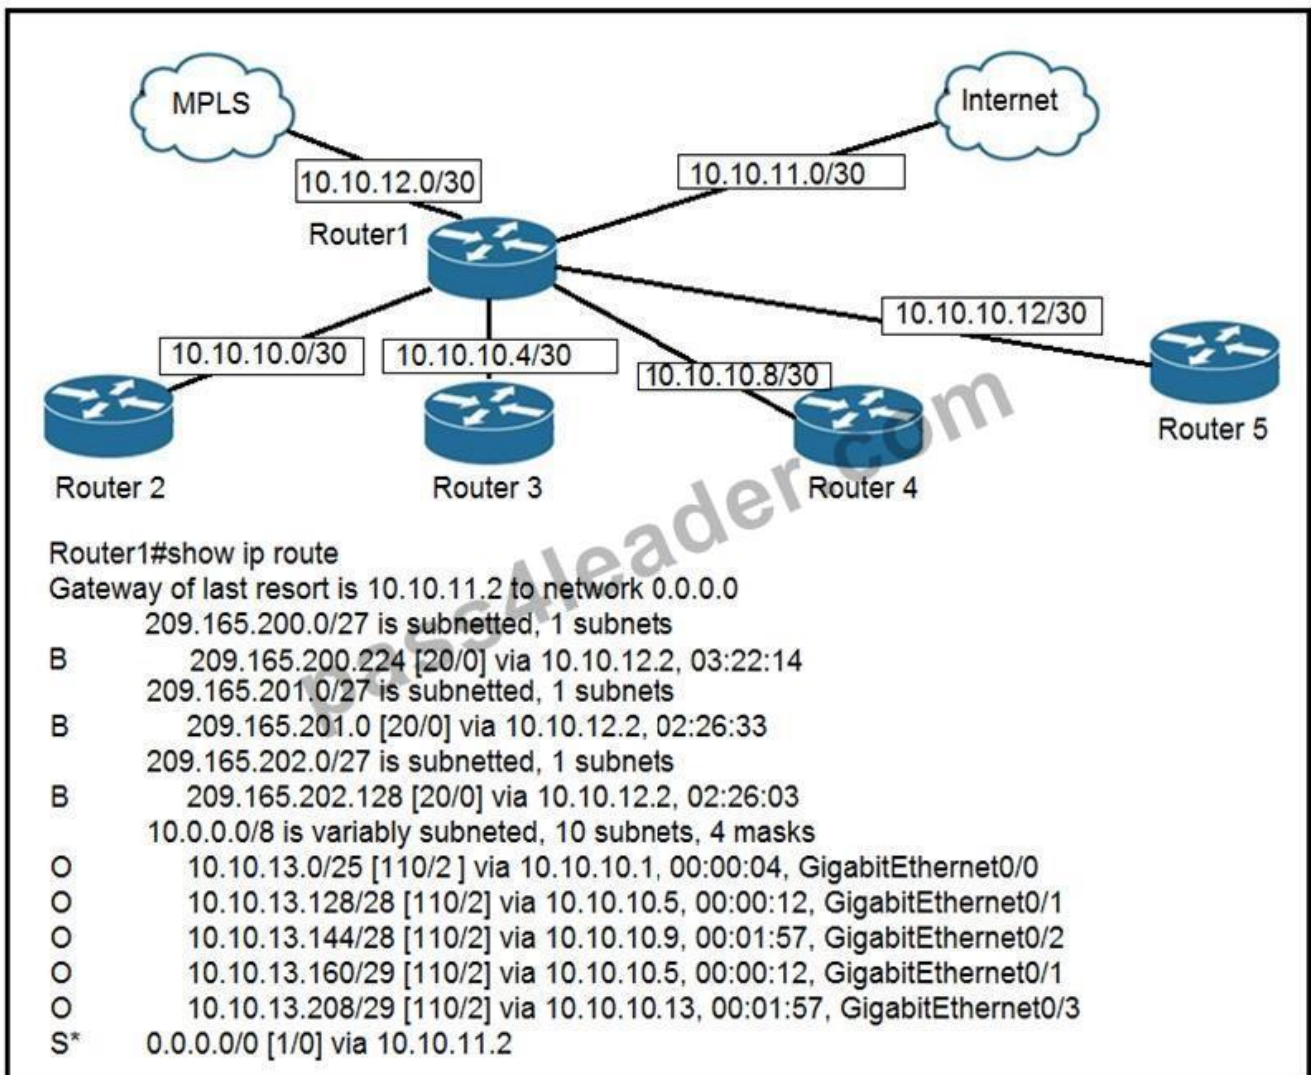 MPLS
Internet
10.10.12.0/30
10.10.11.0/30
Router1
10.10.10.12/30
10.10.10.0/30
10.10.10.4/30
10.10.10.8/30
Router 5
Router 2
Router 3
Router 4
pass4leader.com
Router1#show ip route
Gateway of last resort is 10.10.11.2 to network 0.0.0.0
209.165.200.0/27 is subnetted, 1 subnets
B 209.165.200.224 [20/0] via 10.10.12.2, 03:22:14
209.165.201.0/27 is subnetted, 1 subnets
B 209.165.201.0 [20/0] via 10.10.12.2, 02:26:33
209.165.202.0/27 is subnetted, 1 subnets
B 209.165.202.128 [20/0] via 10.10.12.2, 02:26:03
10.0.0.0/8 is variably subneted, 10 subnets, 4 masks
O 10.10.13.0/25 [110/2 ] via 10.10.10.1, 00:00:04, GigabitEthernet0/0
O 10.10.13.128/28 [110/2] via 10.10.10.5, 00:00:12, GigabitEthernet0/1
O 10.10.13.144/28 [110/2] via 10.10.10.9, 00:01:57, GigabitEthernet0/2
O 10.10.13.160/29 [110/2] via 10.10.10.5, 00:00:12, GigabitEthernet0/1
O 10.10.13.208/29 [110/2] via 10.10.10.13, 00:01:57, GigabitEthernet0/3
S* 0.0.0.0/0 [1/0] via 10.10.11.2